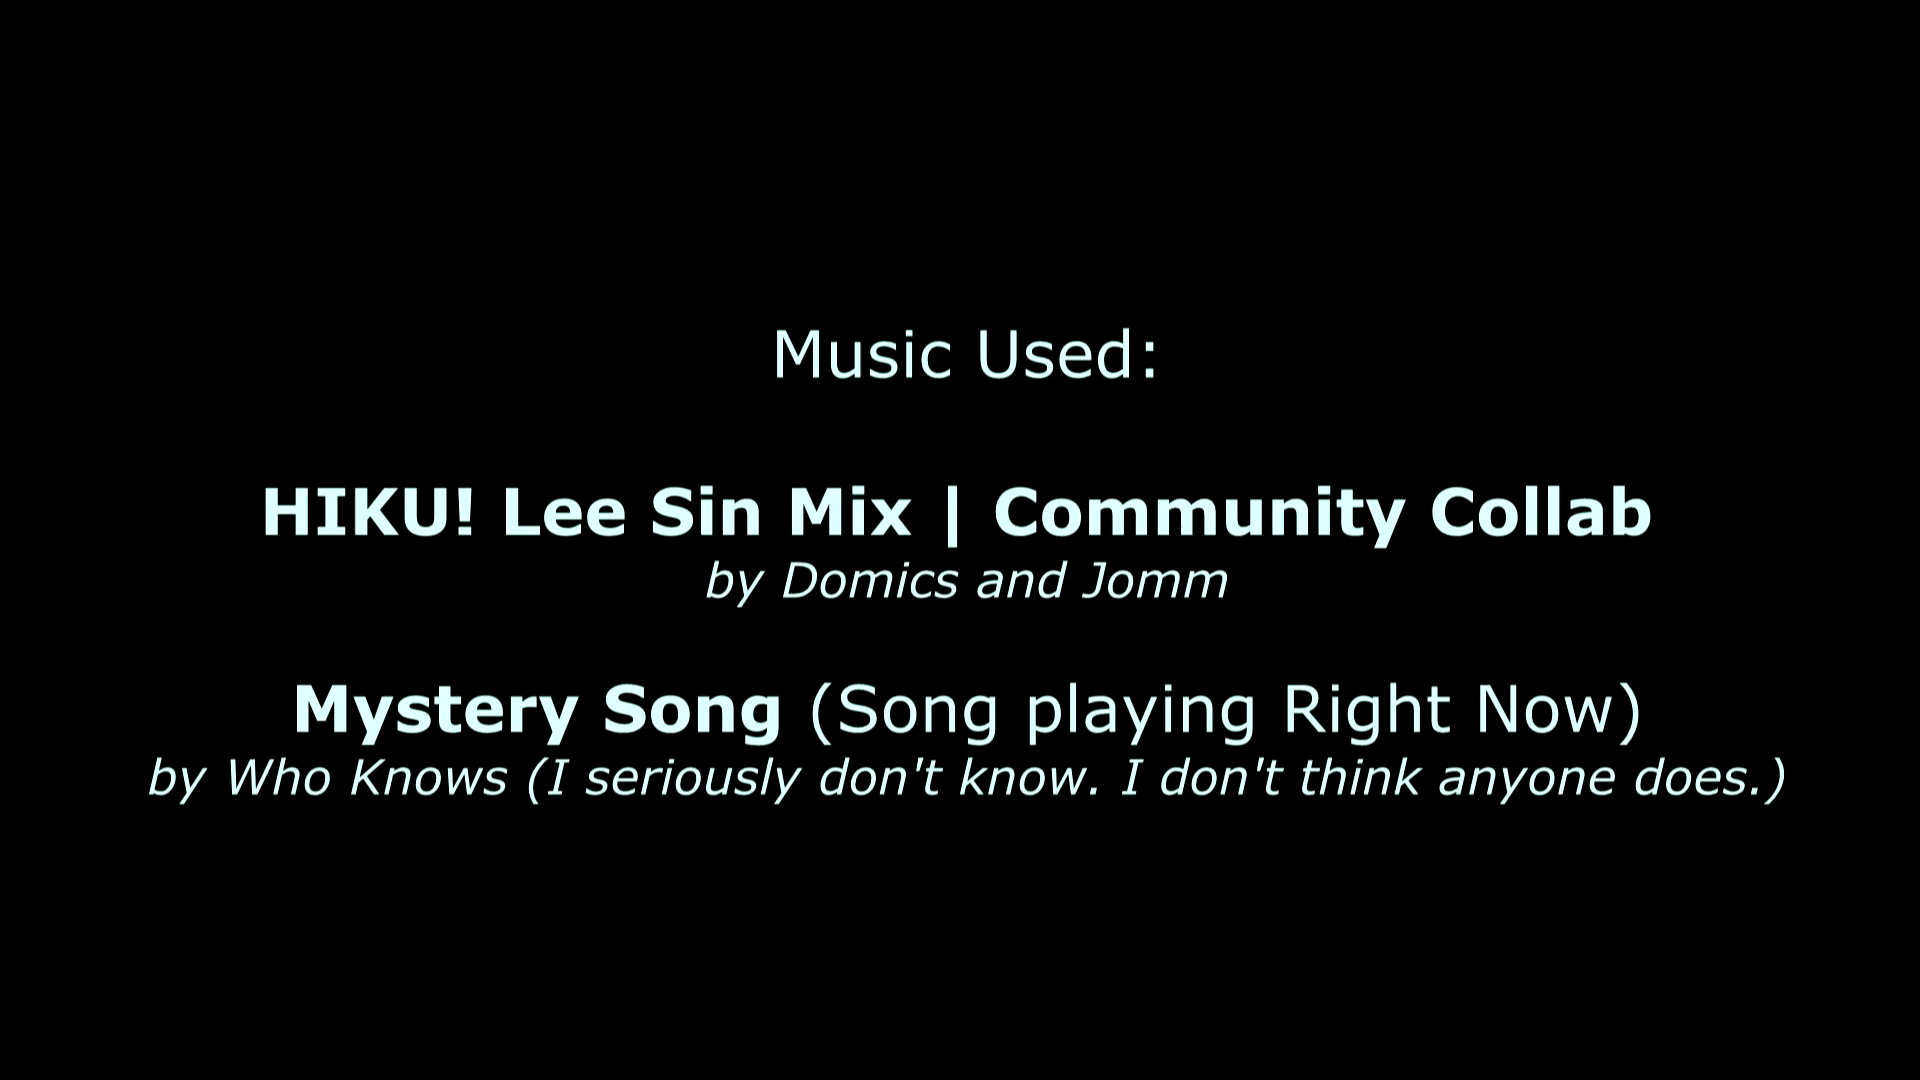 Music Used:
HIKU! Lee Sin Mix | Community Collab
by Domics and Jomm
Mystery Song (Song playing Right Now)
by Who Knows (I seriously don't know. I don't think anyone does.)